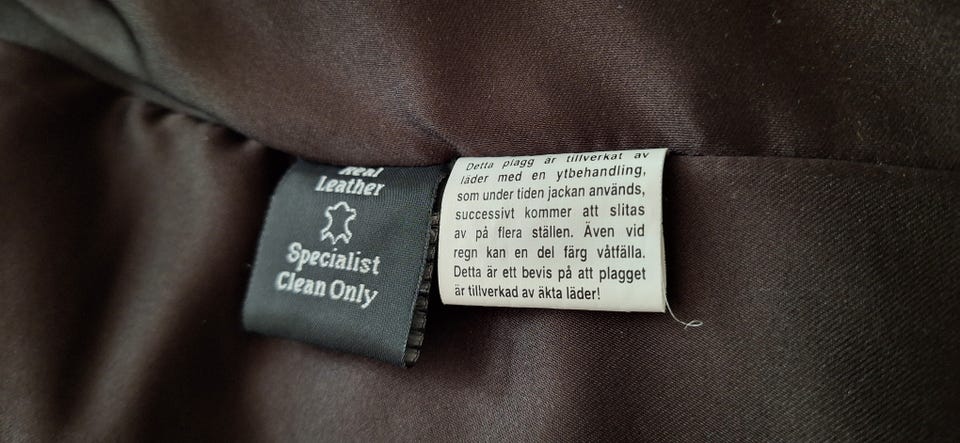 Real
Leather
Specialist
Clean Only
Detta plagg är tillverkat av
läder med en ytbehandling,
som under tiden jackan används,
successivt kommer att slitas
av på flera ställen. Även vid
regn kan en del färg våtfälla.
Detta är ett bevis på att plagget
är tillverkad av äkta läder!